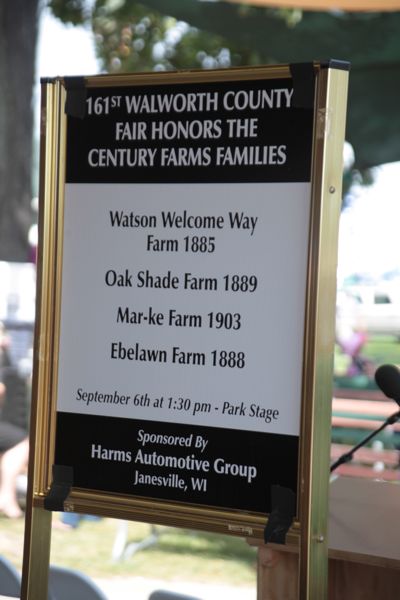 161ST WALWORTH COUNTY
FAIR HONORS THE
CENTURY FARMS FAMILIES
Watson Welcome Way
Farm 1885
Oak Shade Farm 1889
Mar-ke Farm 1903
Ebelawn Farm 1888
September 6th at 1:30 pm - Park Stage
Sponsored By
Harms Automotive Group
Janesville, WI